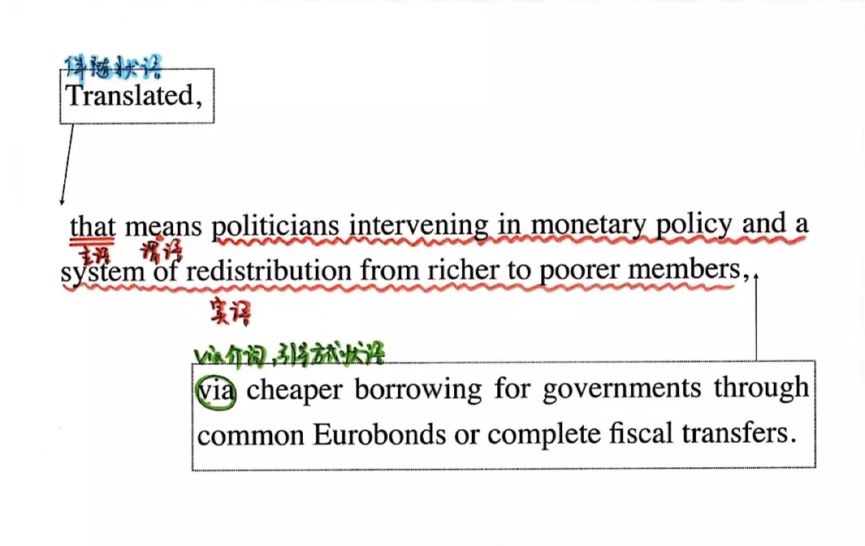 伴随状语
Translated,
that means politicians intervening in monetary policy and a
主语 谓语
system of redistribution from richer to poorer members,
宾语
via介词,引导方式状语
via cheaper borrowing for governments through
common Eurobonds or complete fiscal transfers.